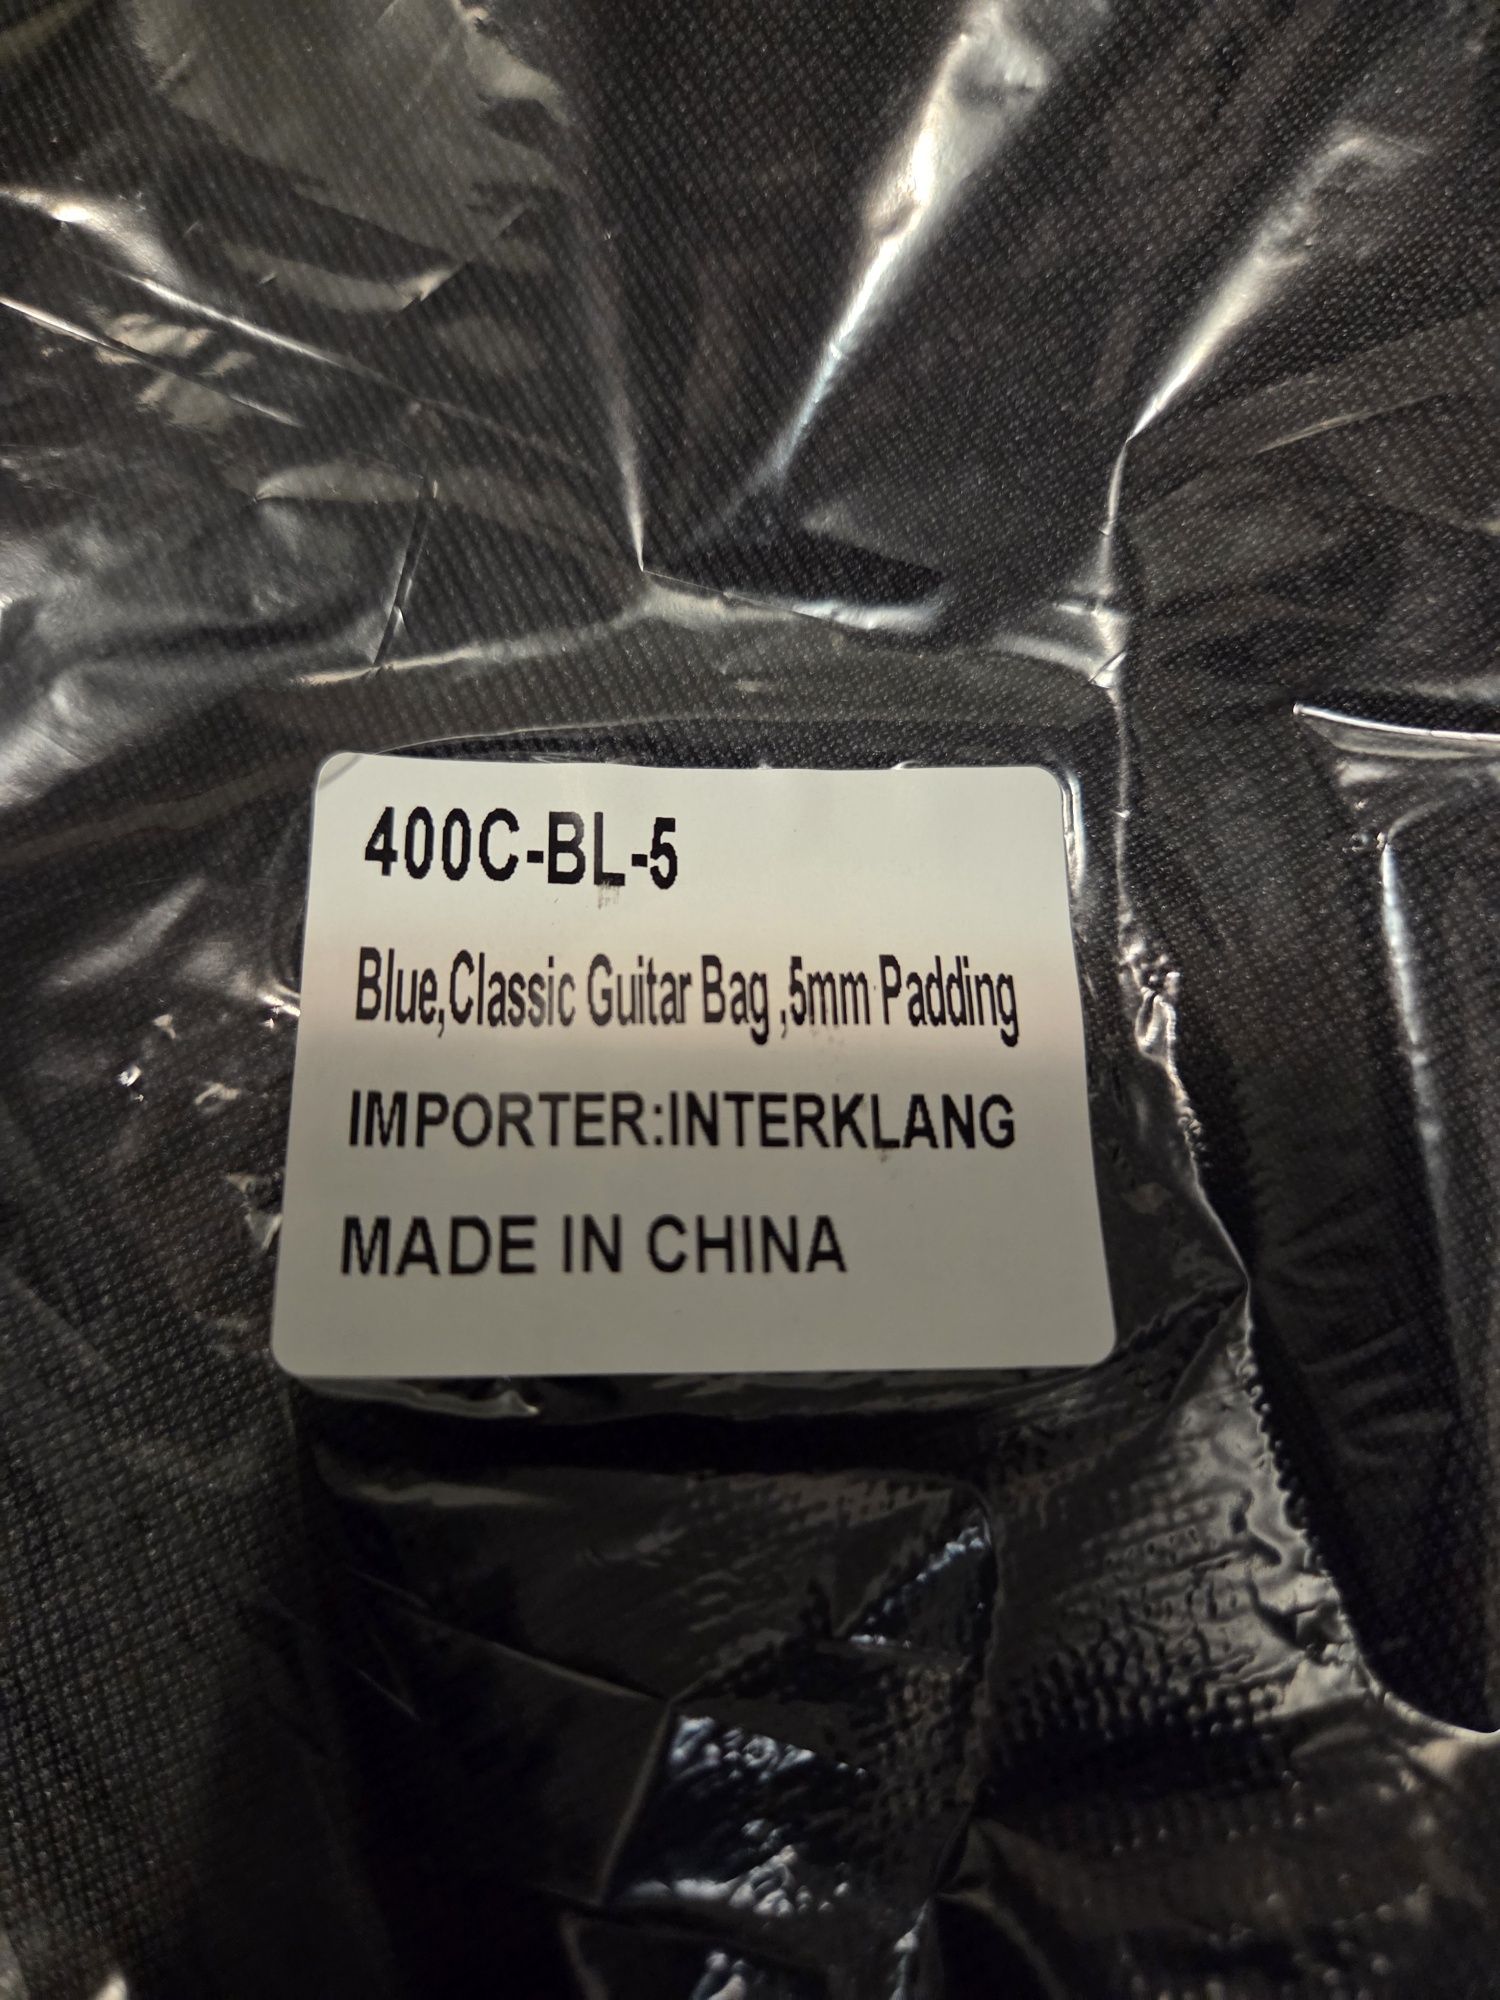 400C-BL-5
Blue,Classic Guitar Bag ,5mm Padding
IMPORTER:INTERKLANG
MADE IN CHINA